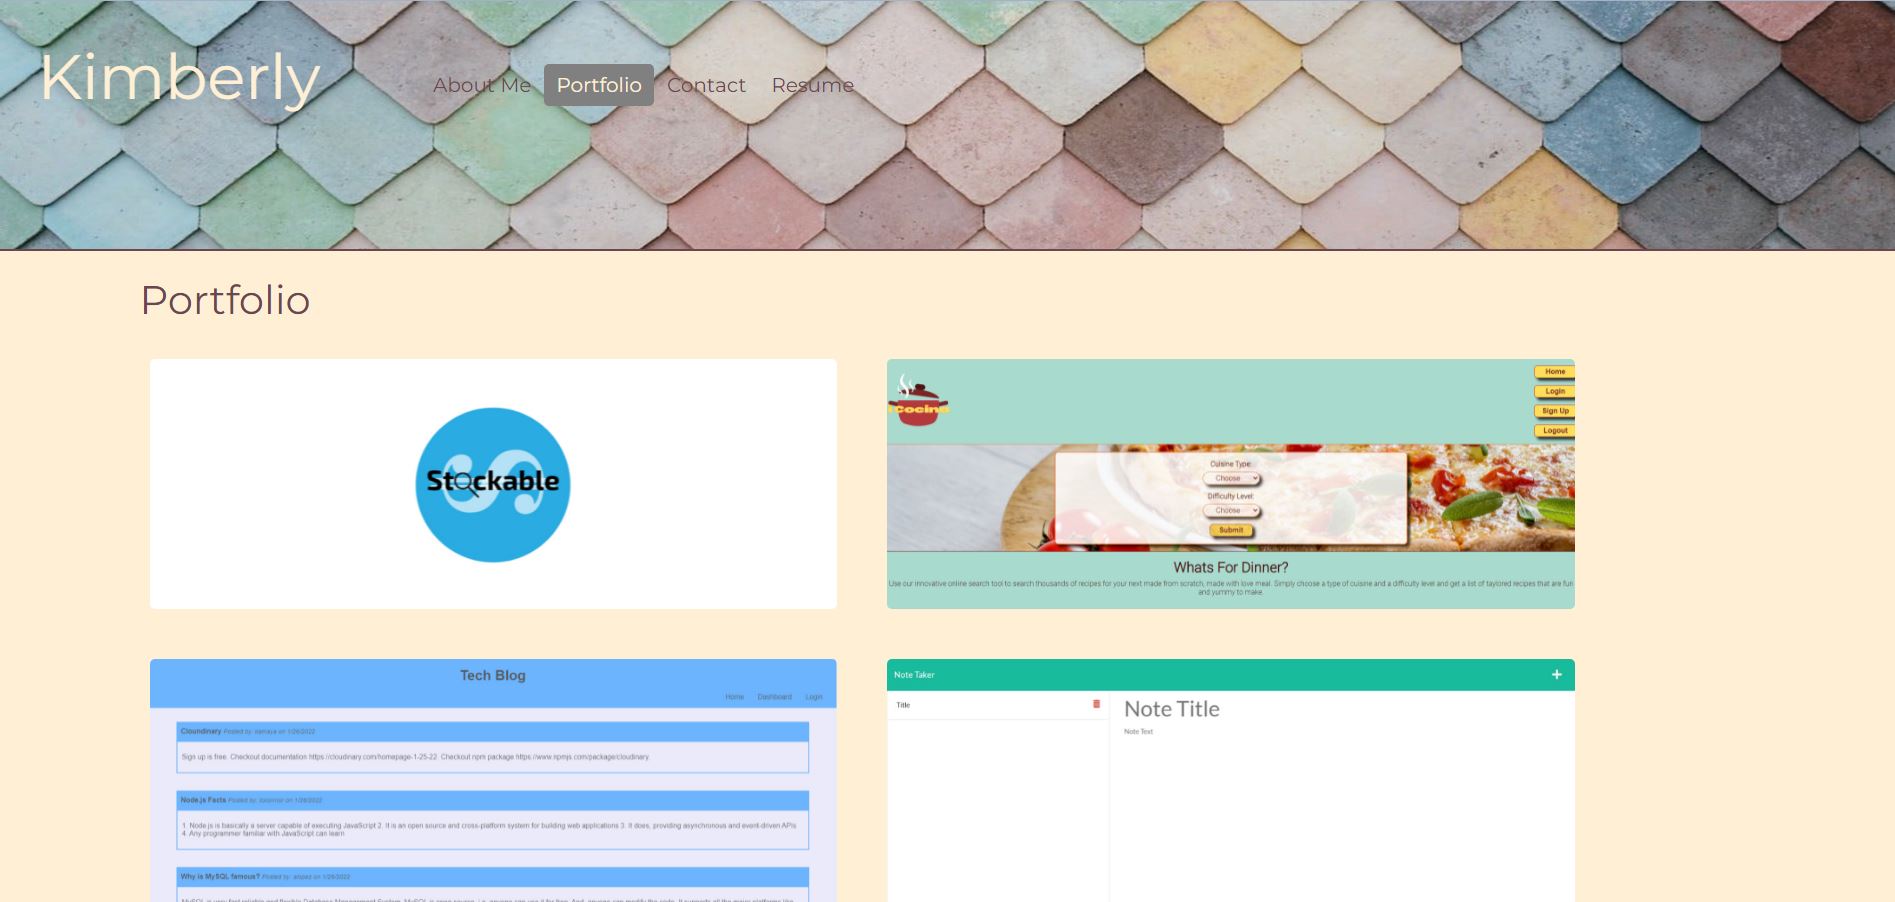 Kimberly
About Me Portfolio Contact Resume
Portfolio
Stockable
iCocina
Home
Login
Sign Up
Logout
Cuisine Type:
Choose
Difficulty Level:
Choose
Submit
Whats For Dinner?
Use our innovative online search tool to search thousands of recipes for your next made from scratch, made with love meal. Simply choose a type of cuisine and a difficulty level and get a list of taylored recipes that are fun
and yummy to make.
Tech Blog
Home Dashboard Login
Cloundinary Posted by: on 1/26/2022
Sign up is free. Checkout documentation https://cloudinary.com/homepage-1-25-22. Checkout npm package https://www.npmjs.com/package/cloudinary.
Node.js Facts Posted by: on 1/26/2022
1. Node.js is basically a server capable of executing JavaScript 2. It is an open source and cross-platform system for building web applications 3. It does, providing asynchronous and event-driven APIs
4. Any programmer familiar with JavaScript can learn
Why is MySQL famous? Posted by: on 1/26/2022
Note Taker +
Title
Note Title
Note Text